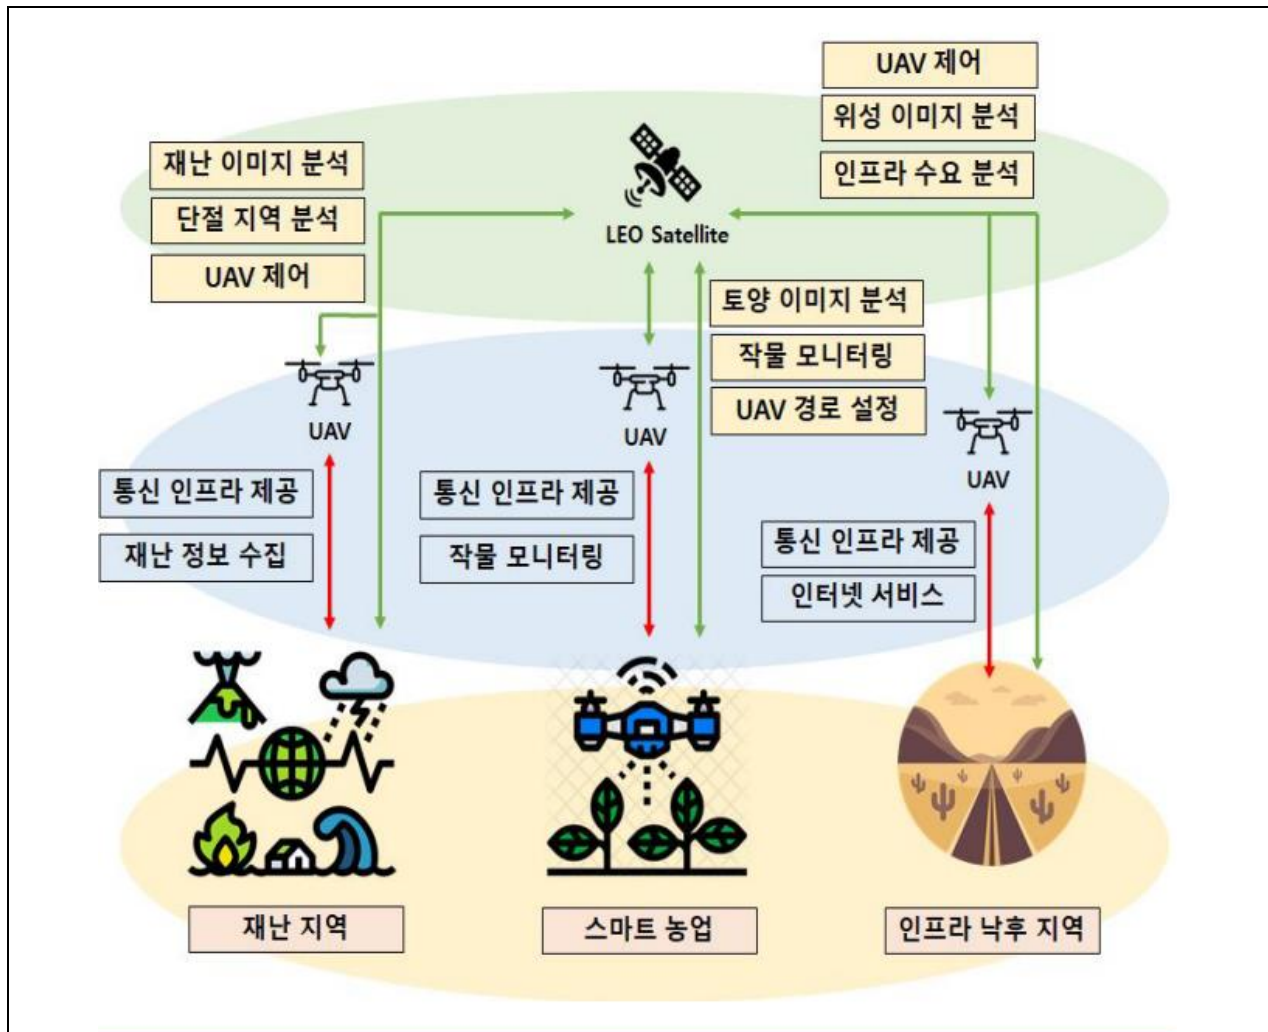 UAV 제어
위성 이미지 분석
인프라 수요 분석
재난 이미지 분석
단절 지역 분석
UAV 제어
LEO Satellite
토양 이미지 분석
작물 모니터링
UAV 경로 설정
UAV
UAV
UAV
통신 인프라 제공
재난 정보 수집
통신 인프라 제공
작물 모니터링
통신 인프라 제공
인터넷 서비스
재난 지역
스마트 농업
인프라 낙후 지역